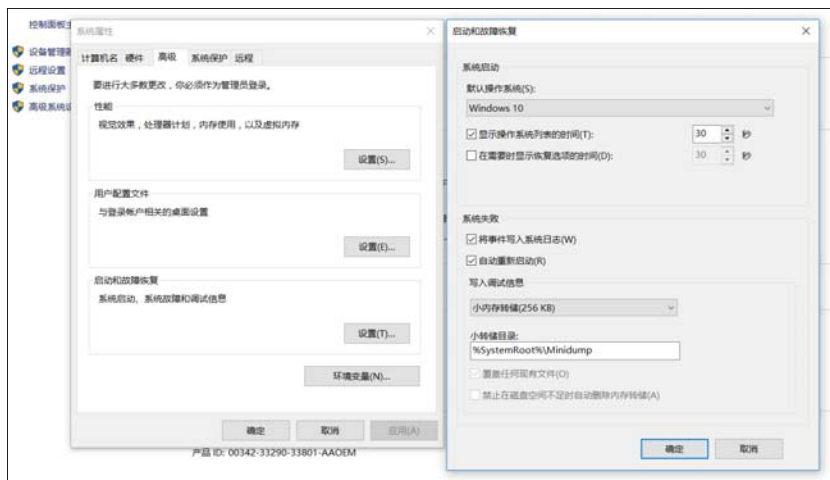 控制面板主
设备管理器
远程设置
系统保护
高级系统设
系统属性
计算机名 硬件 高级 系统保护 远程
要进行大多数更改，你必须作为管理员登录。
性能
视觉效果，处理器计划，内存使用，以及虚拟内存
设置(S)...
用户配置文件
与登录帐户相关的桌面设置
设置(E)...
启动和故障恢复
系统启动、系统故障和调试信息
设置(T)...
环境变量(N)...
确定 取消 应用(A)
产品 ID: 00342-33290-33801-AAOEM
启动和故障恢复
系统启动
默认操作系统(S):
Windows 10
显示操作系统列表的时间(T): 30 秒
在需要时显示恢复选项的时间(D): 30 秒
系统失败
将事件写入系统日志(W)
自动重新启动(R)
写入调试信息
小内存转储(256 KB)
小转储目录:
%SystemRoot%\Minidump
覆盖任何现有文件(O)
禁止在磁盘空间不足时自动删除内存转储(A)
确定 取消